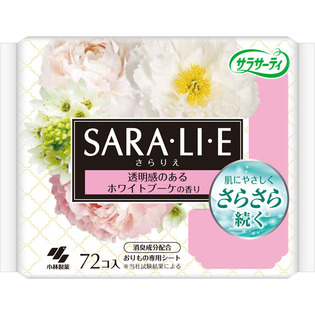 サラサーティ
SARA・LI・E
さらりえ
透明感のある
ホワイトブーケの香り
肌にやさしく
さらさら
続く
※
小林製薬
72コ入
消臭成分配合
おりもの専用シート
※当社試験結果による